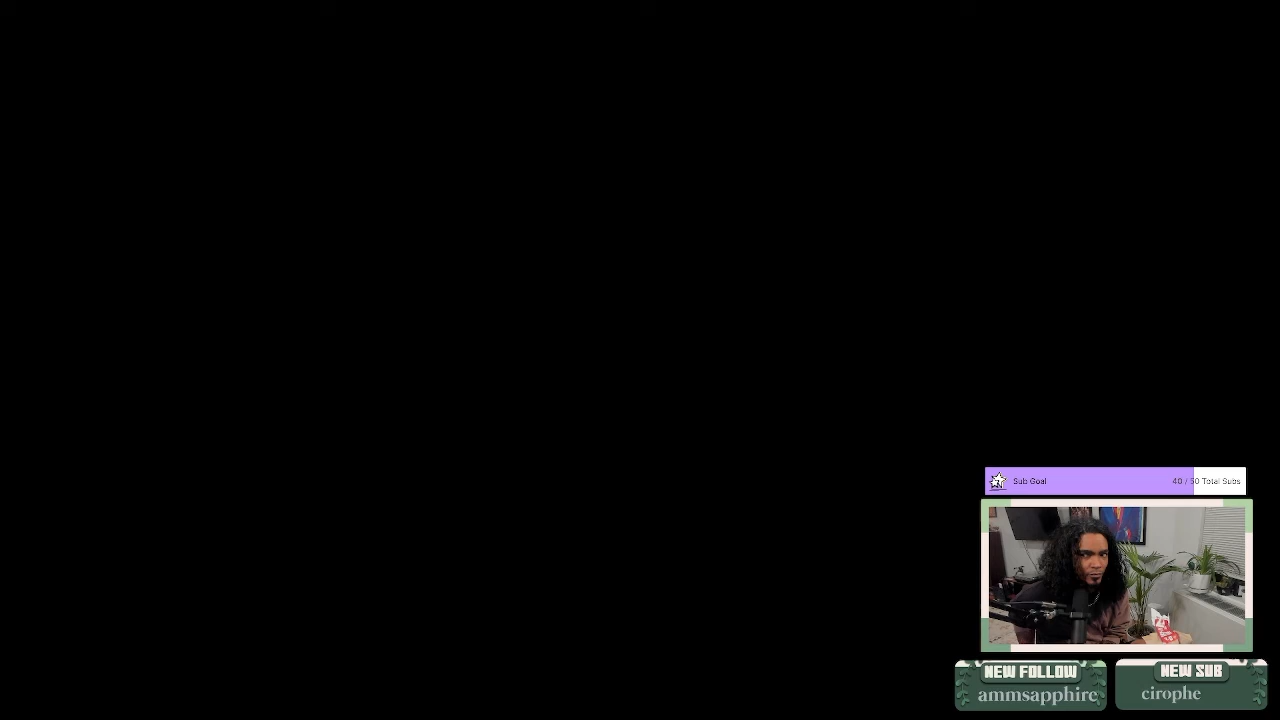 Sub Goal 40 / 50 Total Subs
NEW FOLLOW
ammsapphire
NEW SUB
cirophe